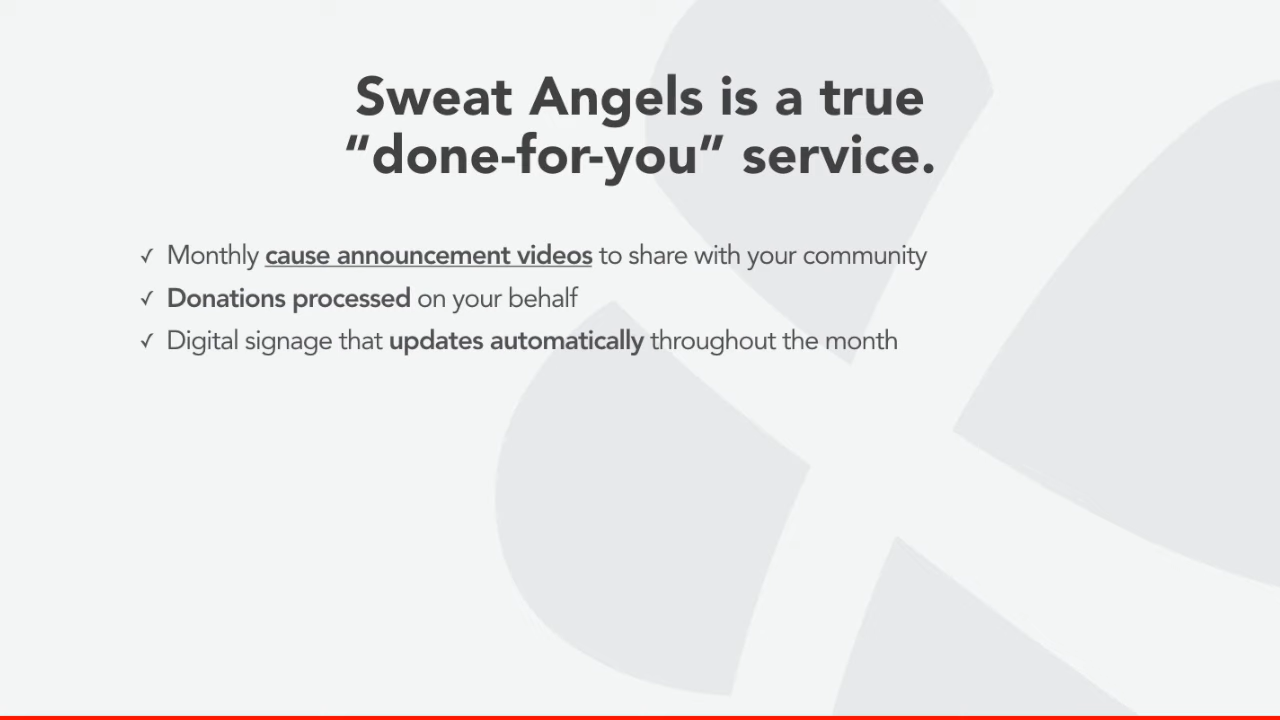 Sweat Angels is a true
“done-for-you” service.
✓ Monthly cause announcement videos to share with your community
✓ Donations processed on your behalf
✓ Digital signage that updates automatically throughout the month